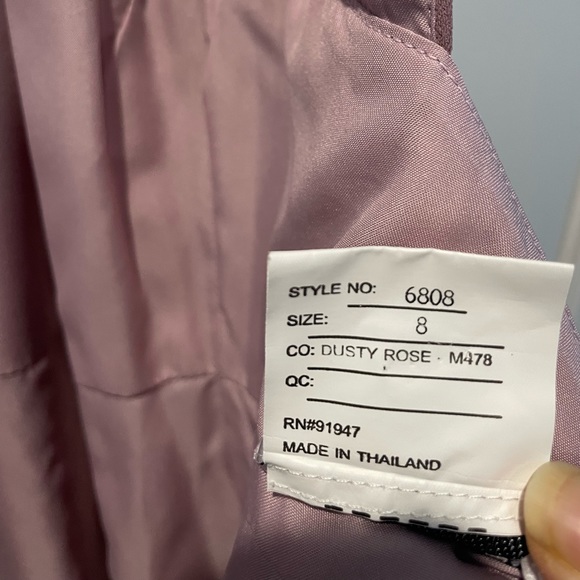 STYLE NO: 6808
SIZE: 8
CO: DUSTY ROSE - M478
QC:
RN#91947
MADE IN THAILAND